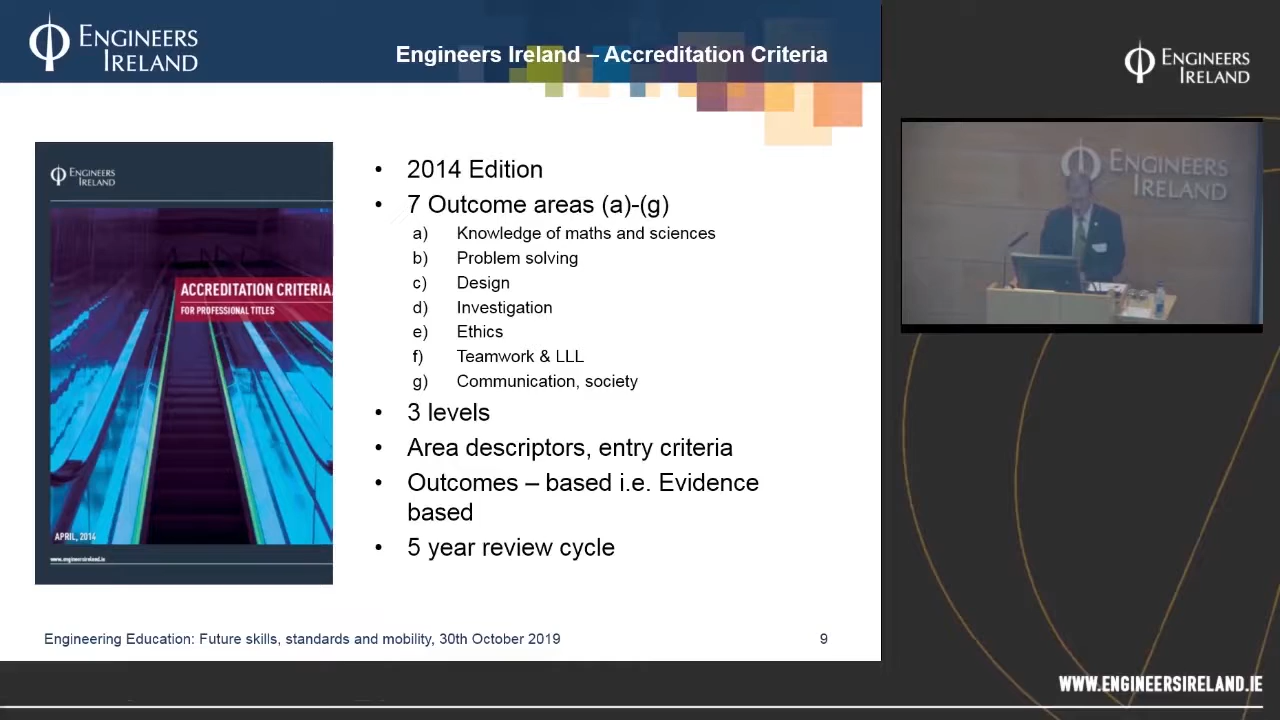 ENGINEERS
IRELAND
Engineers Ireland – Accreditation Criteria
ENGINEERS
IRELAND
ACCREDITATION CRITERIA
FOR PROFESSIONAL TITLES
APRIL, 2014
www.engineersireland.ie
• 2014 Edition
• 7 Outcome areas (a)-(g)
a) Knowledge of maths and sciences
b) Problem solving
c) Design
d) Investigation
e) Ethics
f) Teamwork & LLL
g) Communication, society
• 3 levels
• Area descriptors, entry criteria
• Outcomes – based i.e. Evidence
based
• 5 year review cycle
Engineering Education: Future skills, standards and mobility, 30th October 2019
9
ENGINEERS
IRELAND
ENGINEERS
IRELAND
WWW.ENGINEERSIRELAND.IE